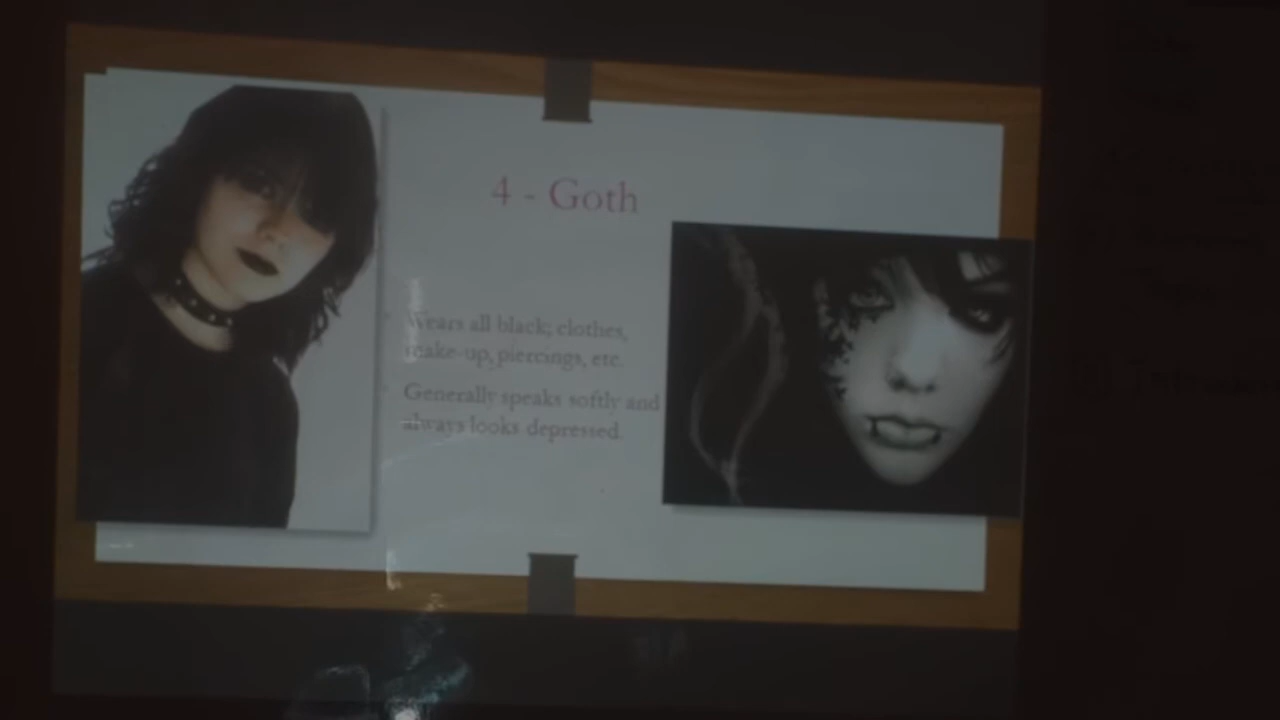 4 - Goth
Wears all black; clothes,
make-up, piercings, etc.
Generally speaks softly and
always looks depressed.